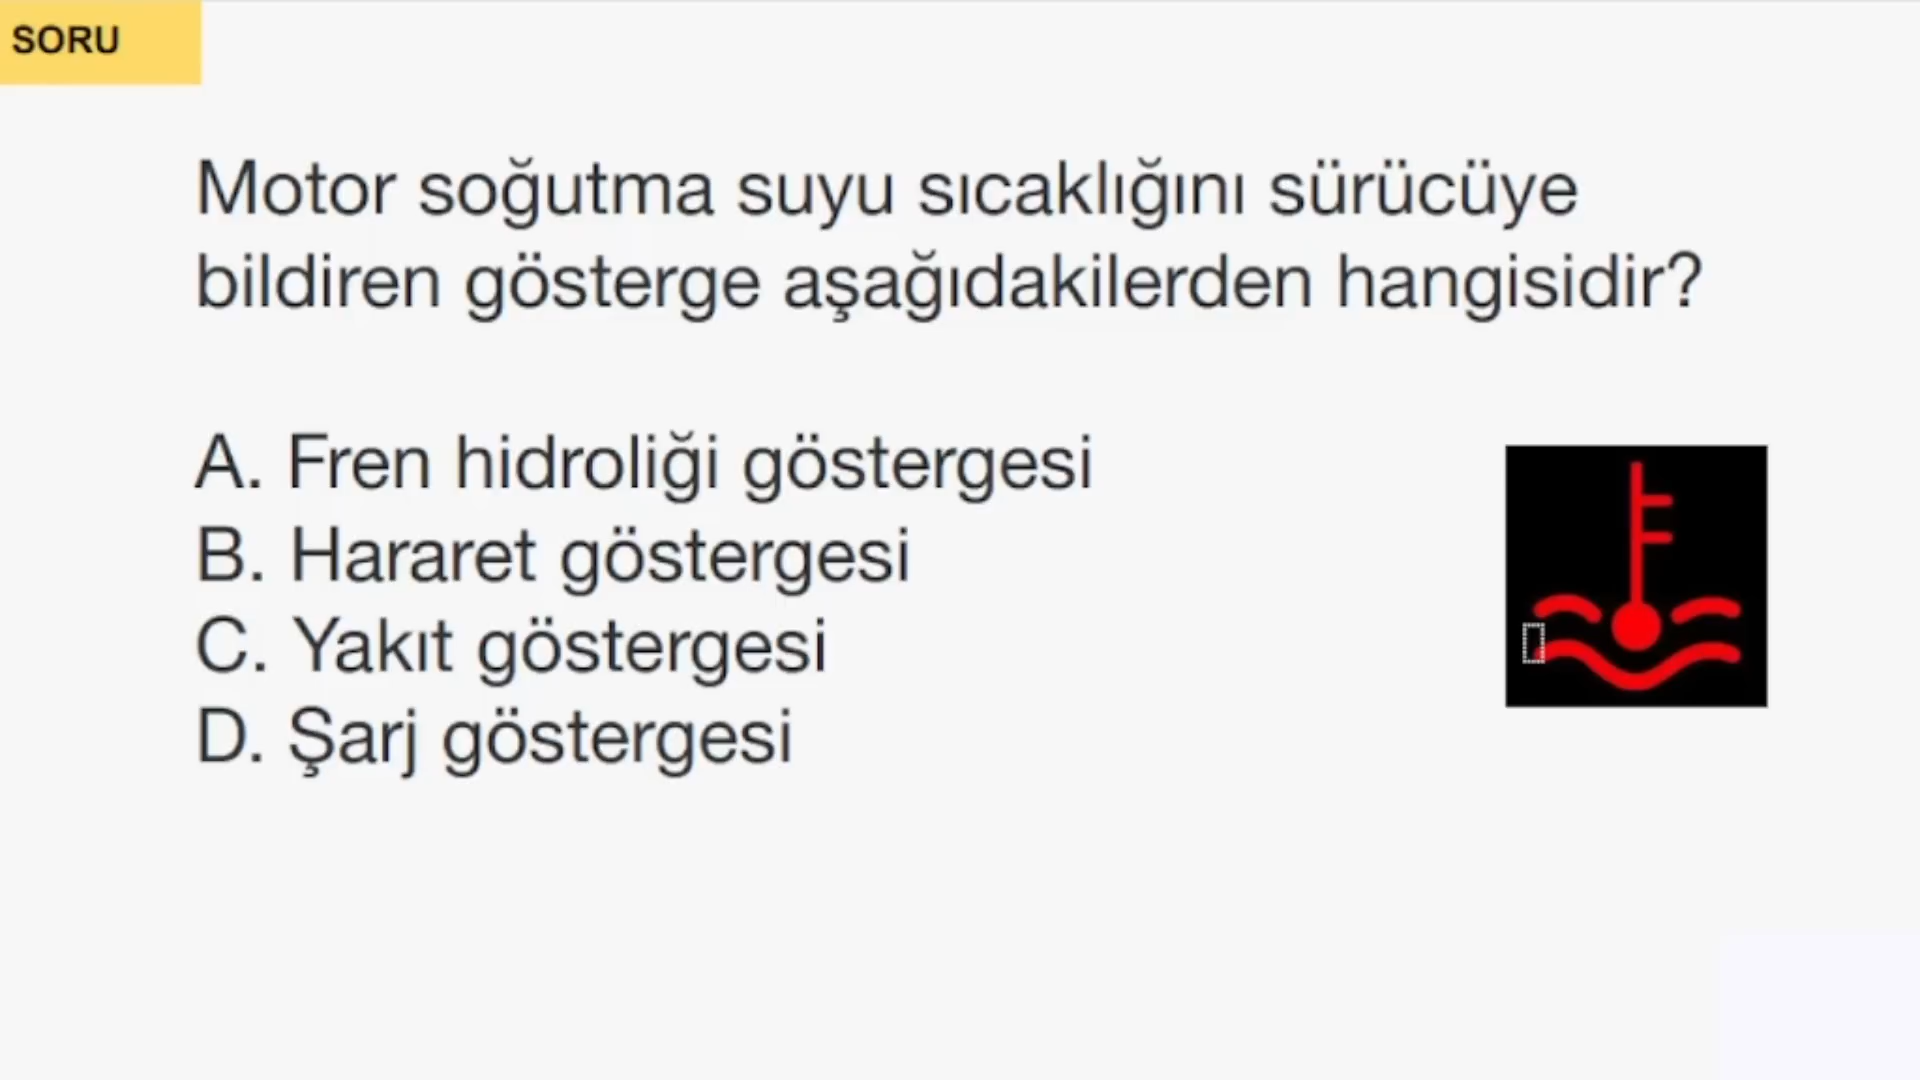 SORU
Motor soğutma suyu sıcaklığını sürücüye
bildiren gösterge aşağıdakilerden hangisidir?
A. Fren hidroliği göstergesi
B. Hararet göstergesi
C. Yakıt göstergesi
D. Şarj göstergesi